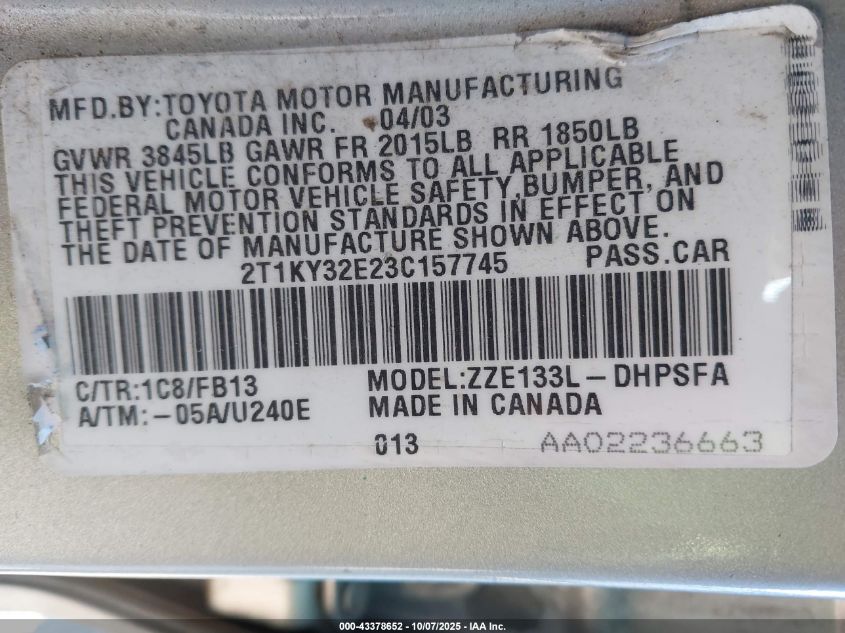 MFD.BY:TOYOTA MOTOR MANUFACTURING
CANADA INC. 04/03
GVWR 3845LB GAWR FR 2015LB RR 1850LB
THIS VEHICLE CONFORMS TO ALL APPLICABLE
FEDERAL MOTOR VEHICLE SAFETY,BUMPER, AND
THEFT PREVENTION STANDARDS IN EFFECT ON
THE DATE OF MANUFACTURE SHOWN ABOVE.
2T1KY32E23C157745 PASS.CAR
C/TR:1C8/FB13 MODEL:ZZE133L-DHPSFA
A/TM:-05A/U240E MADE IN CANADA
013 AA02236663
000-43378652 | 10/07/2025 - IAA Inc.